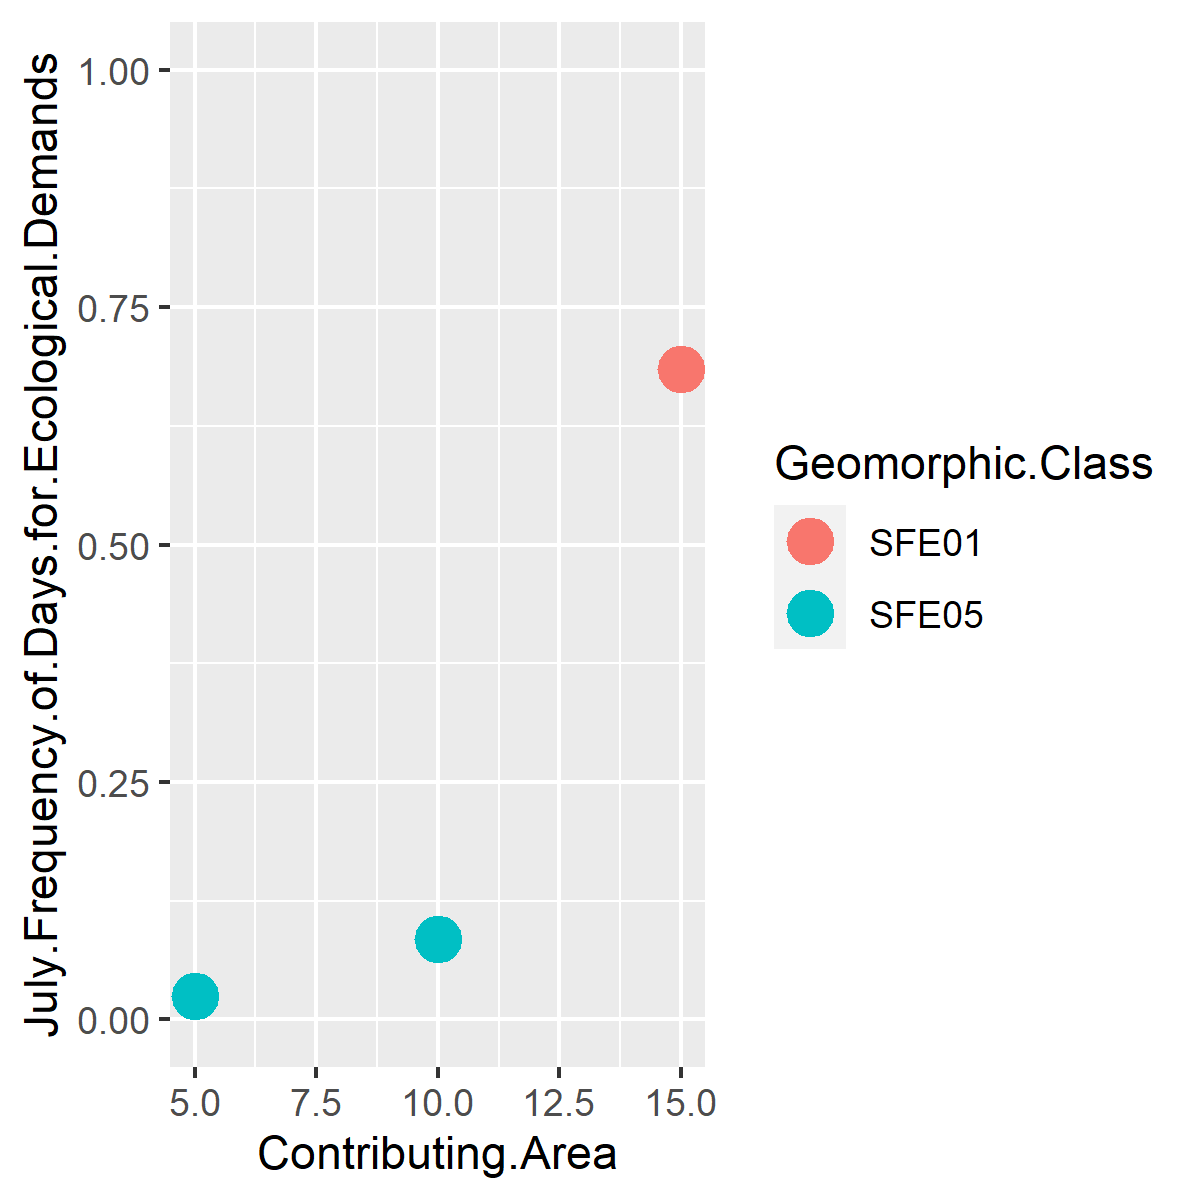 July.Frequency.of.Days.for.Ecological.Demands
1.00
0.75
0.50
0.25
0.00
5.0 7.5 10.0 12.5 15.0
Contributing.Area
Geomorphic.Class
SFE01
SFE05